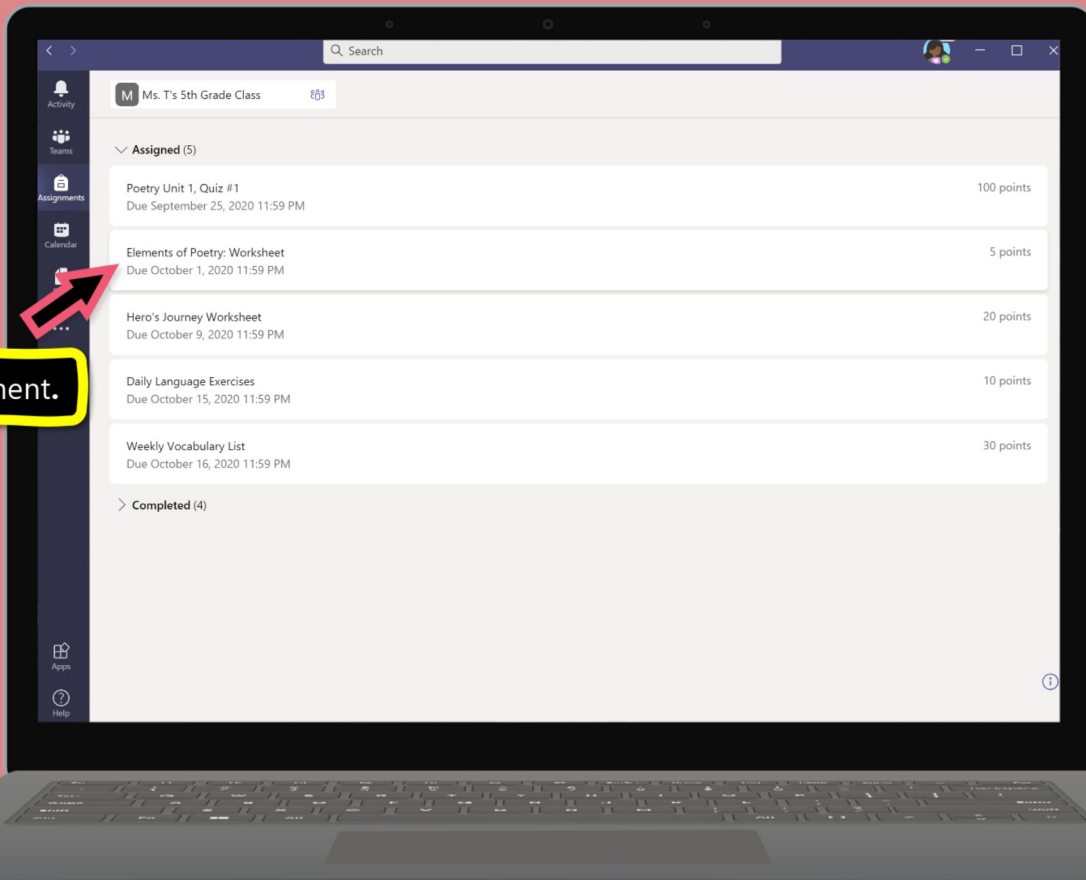 Search
Activity
Teams
Assignments
Calendar
Apps
Help
M Ms. T's 5th Grade Class
Assigned (5)
Poetry Unit 1, Quiz #1
100 points
Due September 25, 2020 11:59 PM
Elements of Poetry: Worksheet
5 points
Due October 1, 2020 11:59 PM
Hero's Journey Worksheet
20 points
Due October 9, 2020 11:59 PM
Daily Language Exercises
10 points
Due October 15, 2020 11:59 PM
Weekly Vocabulary List
30 points
Due October 16, 2020 11:59 PM
Completed (4)